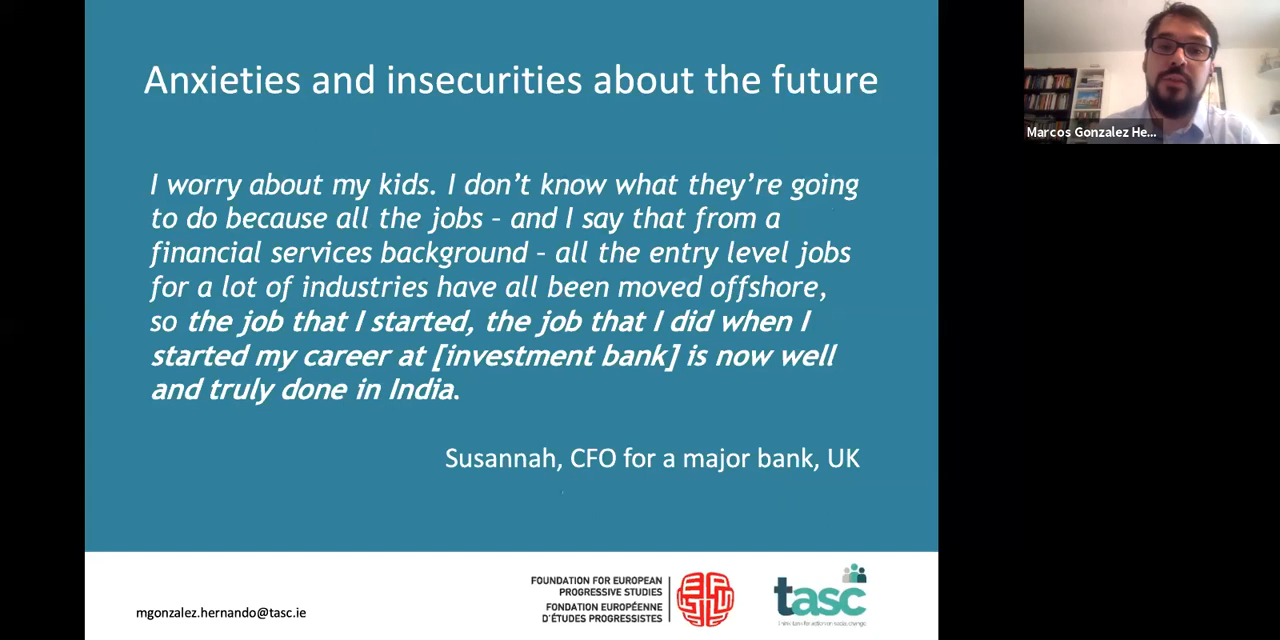 Anxieties and insecurities about the future
I worry about my kids. I don't know what they're going
to do because all the jobs – and I say that from a
financial services background – all the entry level jobs
for a lot of industries have all been moved offshore,
so the job that I started, the job that I did when I
started my career at [investment bank] is now well
and truly done in India.
Susannah, CFO for a major bank, UK
mgonzalez.hernando@tasc.ie
FOUNDATION FOR EUROPEAN
PROGRESSIVE STUDIES
FONDATION EUROPÉENNE
D'ÉTUDES PROGRESSISTES
tasc
Marcos Gonzalez He...